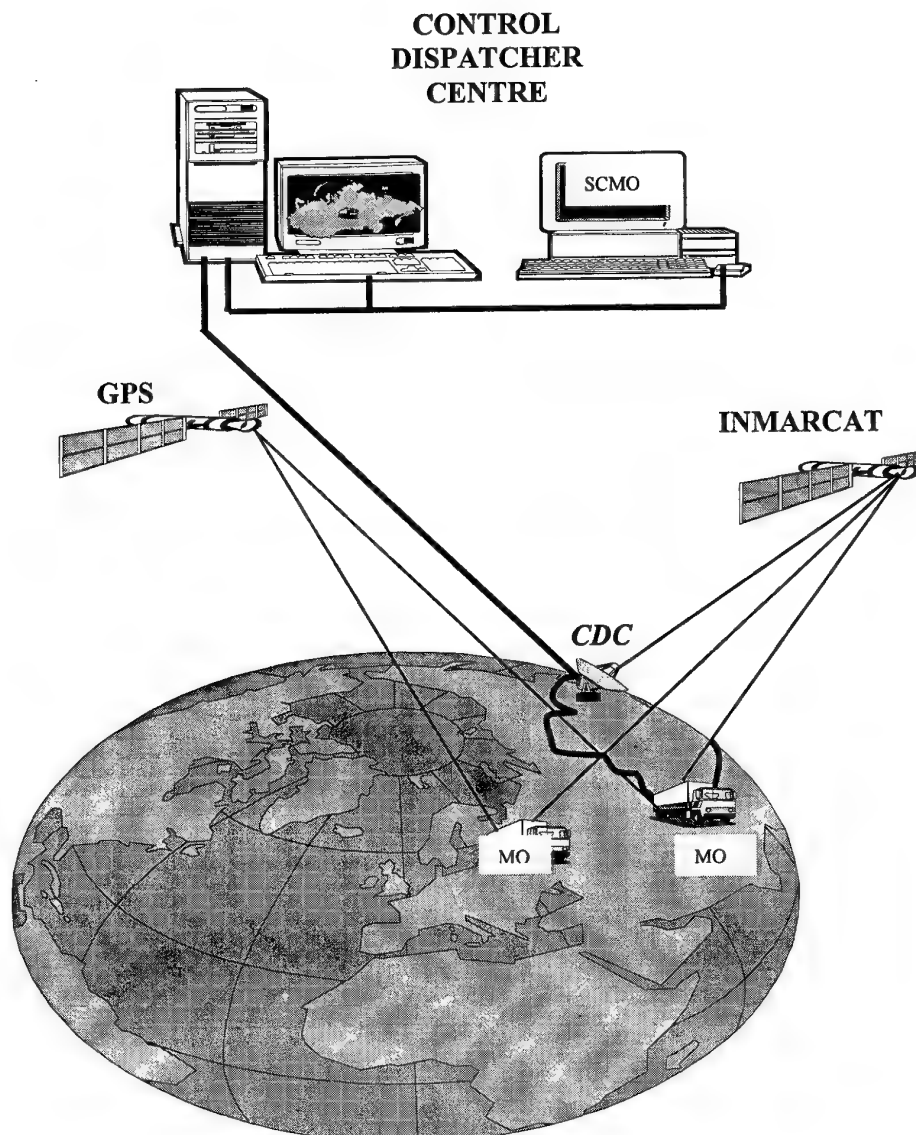 CONTROL
DISPATCHER
CENTRE
SCMO
GPS
INMARCAT
CDC
MO
MO